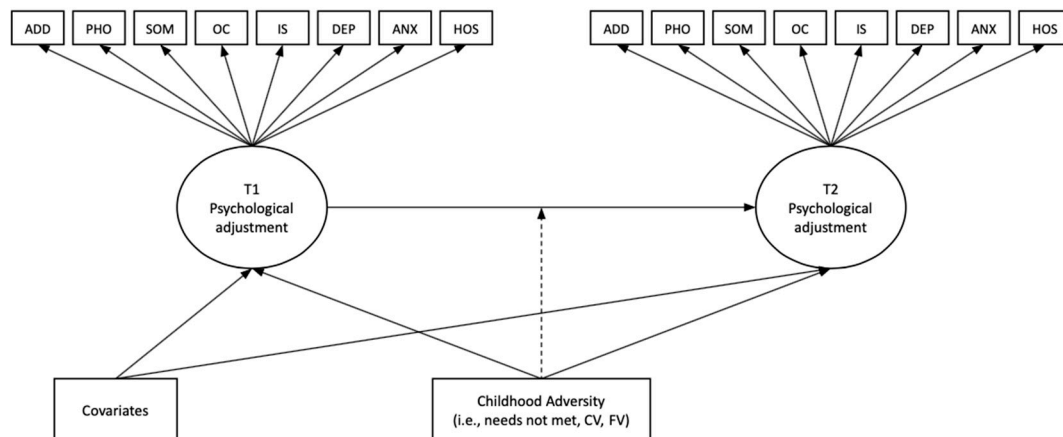 ADD PHO SOM OC IS DEP ANX HOS
ADD PHO SOM OC IS DEP ANX HOS
T1
Psychological
adjustment
T2
Psychological
adjustment
Covariates
Childhood Adversity
(i.e., needs not met, CV, FV)